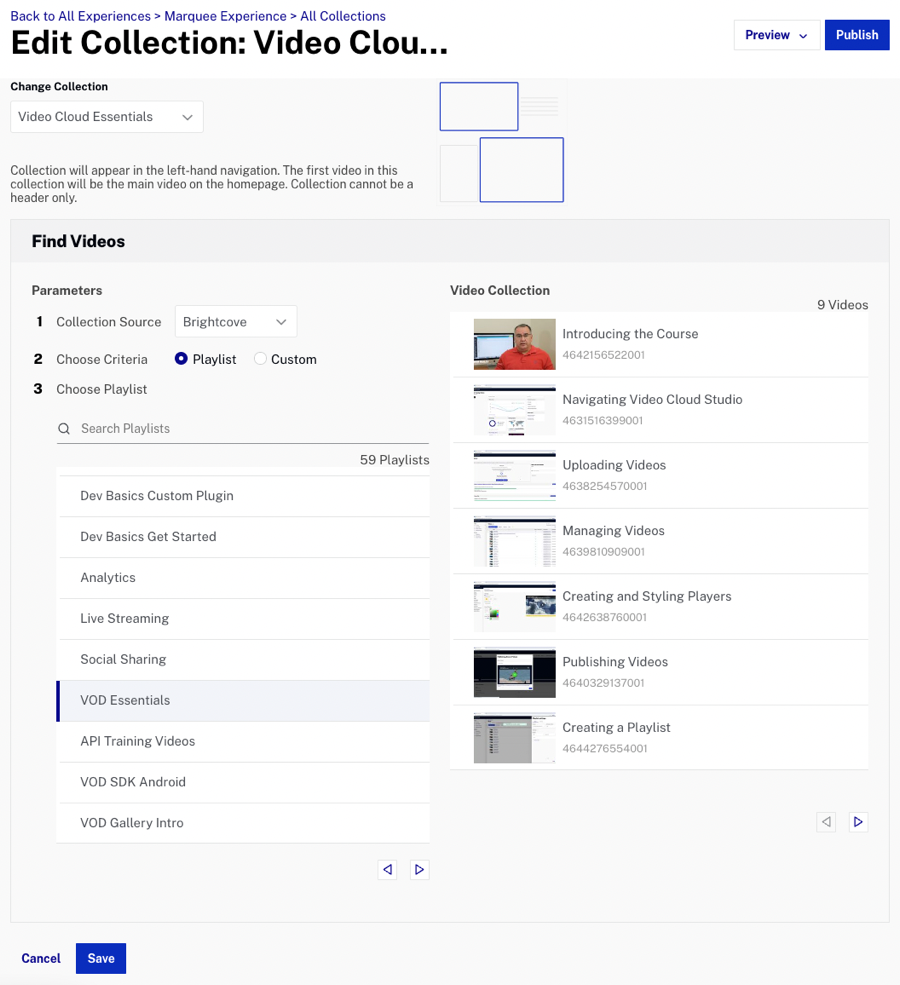 Back to All Experiences > Marquee Experience > All Collections
Edit Collection: Video Clou...
Preview
Publish
Change Collection
Video Cloud Essentials
Collection will appear in the left-hand navigation. The first video in this
collection will be the main video on the homepage. Collection cannot be a
header only.
Find Videos
Parameters
1 Collection Source Brightcove
2 Choose Criteria Playlist Custom
3 Choose Playlist
Search Playlists
59 Playlists
Dev Basics Custom Plugin
Dev Basics Get Started
Analytics
Live Streaming
Social Sharing
VOD Essentials
API Training Videos
VOD SDK Android
VOD Gallery Intro
Video Collection
9 Videos
Introducing the Course
4642156522001
Navigating Video Cloud Studio
4631516399001
Uploading Videos
4638254570001
Managing Videos
4639810909001
Creating and Styling Players
4642638760001
Publishing Videos
4640329137001
Creating a Playlist
4644276554001
Cancel
Save